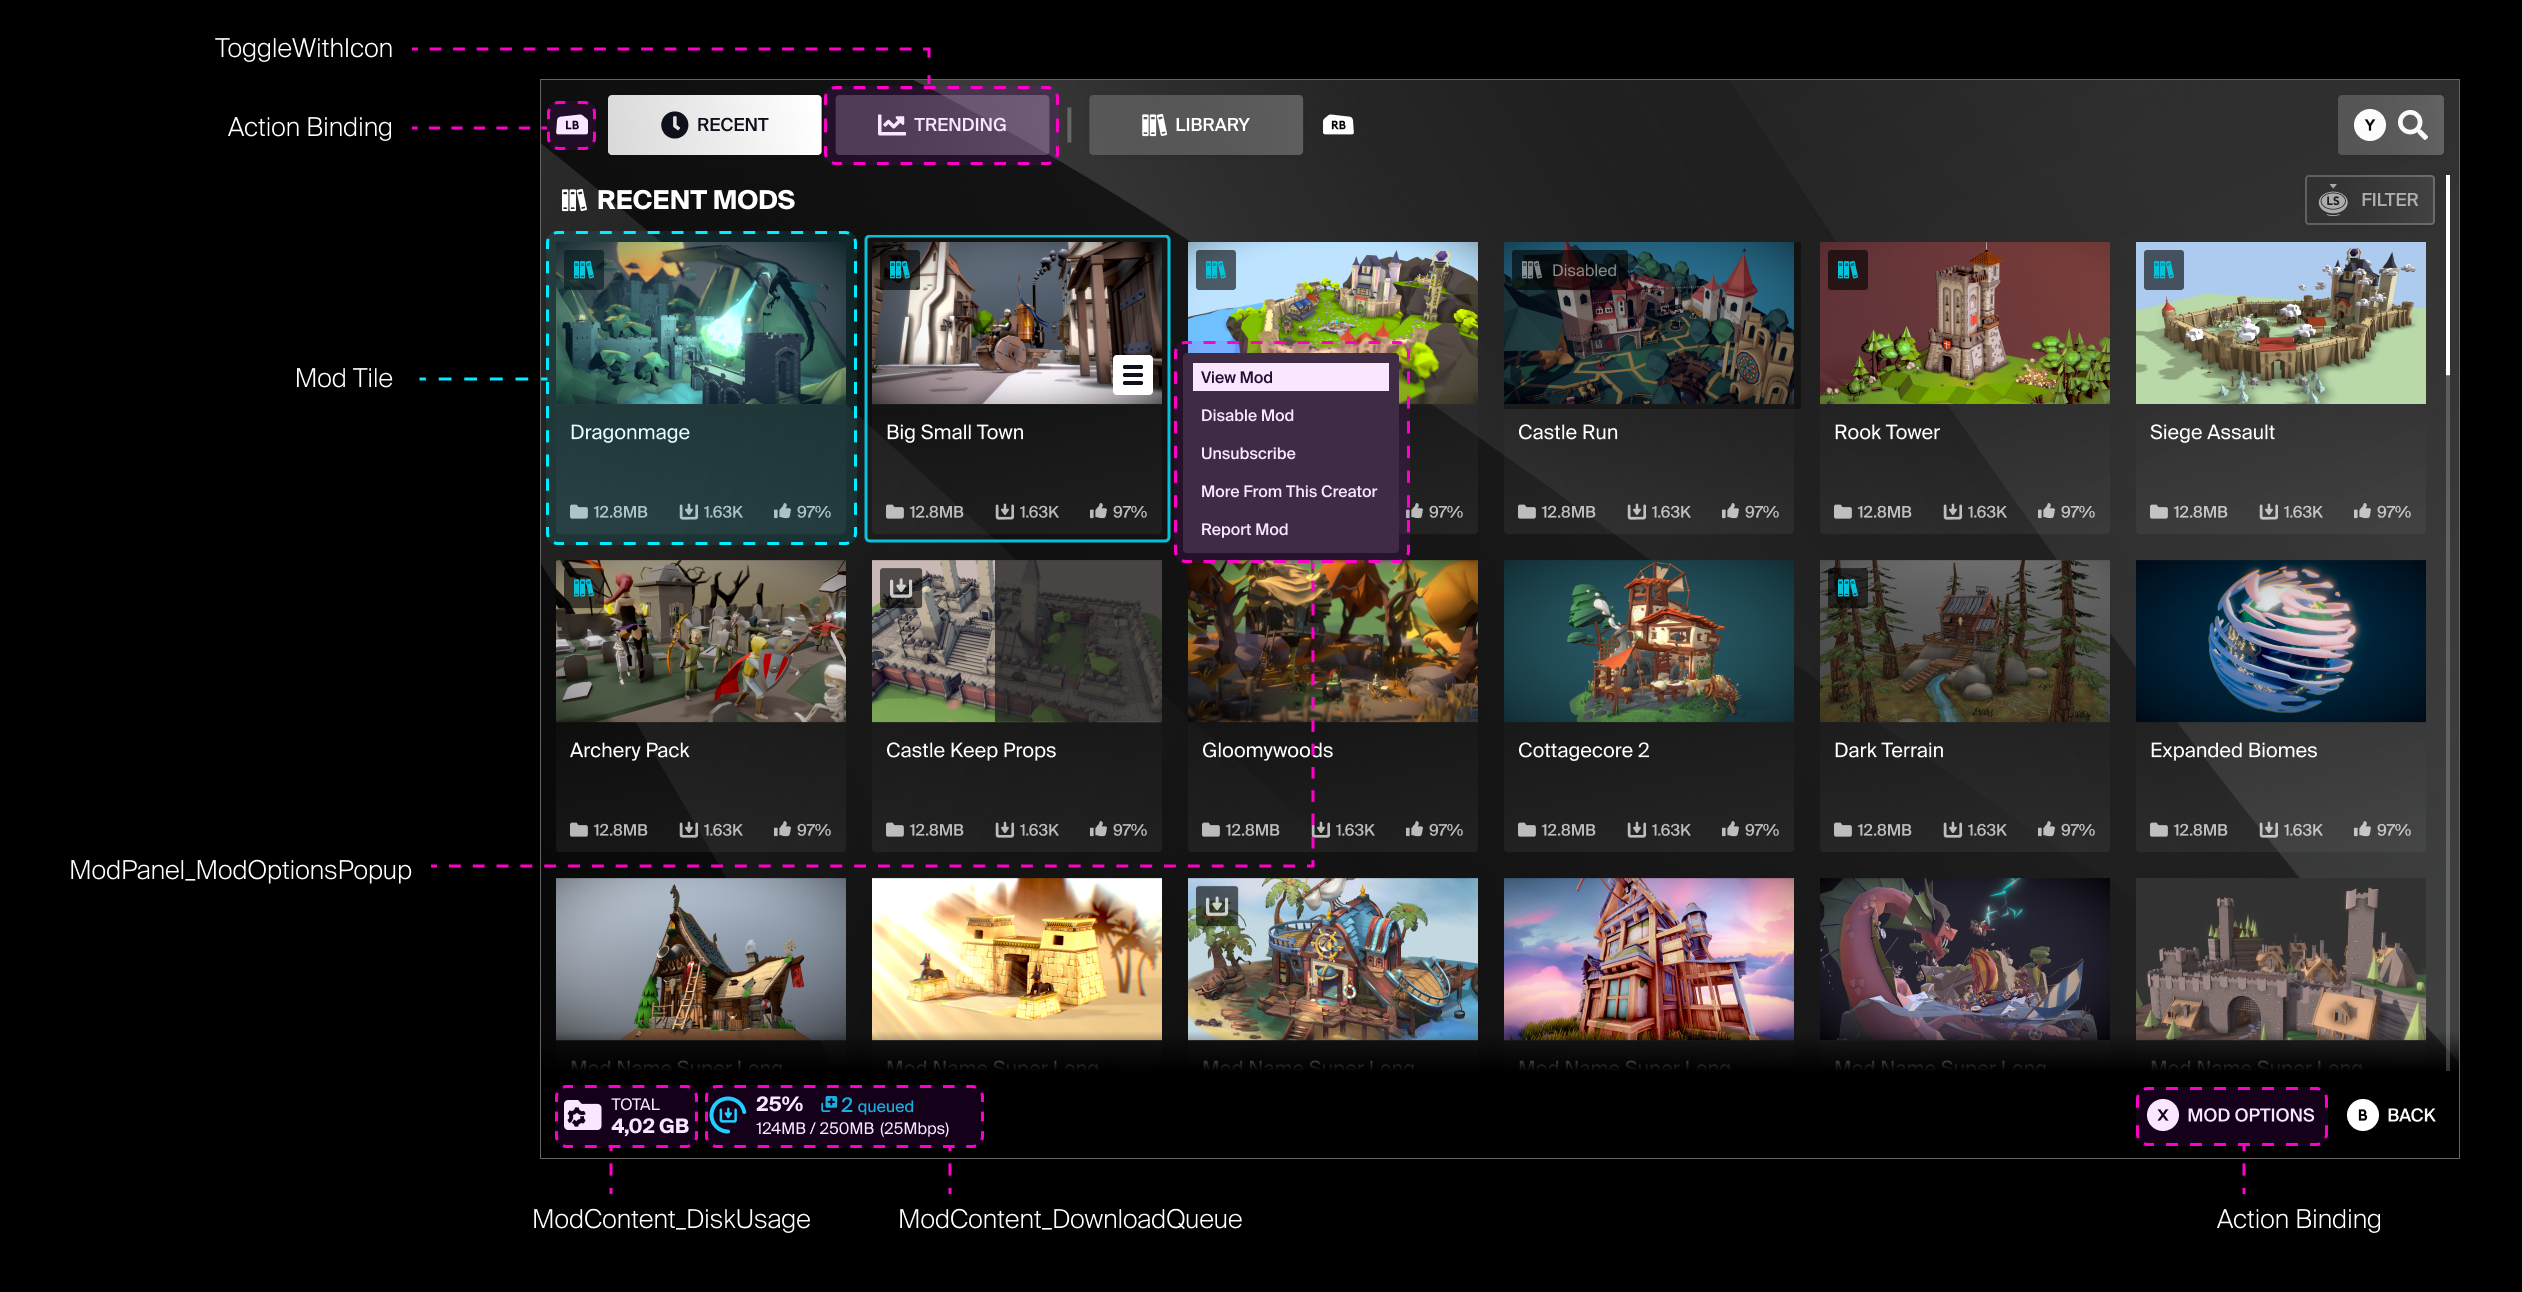 ToggleWithIcon
Action Binding
LB
RECENT
TRENDING
LIBRARY
RB
Y
RECENT MODS
LS
FILTER
Mod Tile
Disabled
Dragonmage
12.8MB 1.63K 97%
Big Small Town
12.8MB 1.63K 97%
View Mod
Disable Mod
Unsubscribe
More From This Creator
Report Mod
97%
Castle Run
12.8MB 1.63K 97%
Rook Tower
12.8MB 1.63K 97%
Siege Assault
12.8MB 1.63K 97%
Archery Pack
12.8MB 1.63K 97%
Castle Keep Props
12.8MB 1.63K 97%
Gloomywoods
12.8MB 1.63K 97%
Cottagecore 2
12.8MB 1.63K 97%
Dark Terrain
12.8MB 1.63K 97%
Expanded Biomes
12.8MB 1.63K 97%
ModPanel_ModOptionsPopup
Mod Name Super Long
Mod Name Super Long
Mod Name Super Long
Mod Name Super Long
Mod Name Super Long
Mod Name Super Long
TOTAL
4,02 GB
25% 2 queued
124MB / 250MB (25Mbps)
X MOD OPTIONS
B BACK
ModContent_DiskUsage
ModContent_DownloadQueue
Action Binding